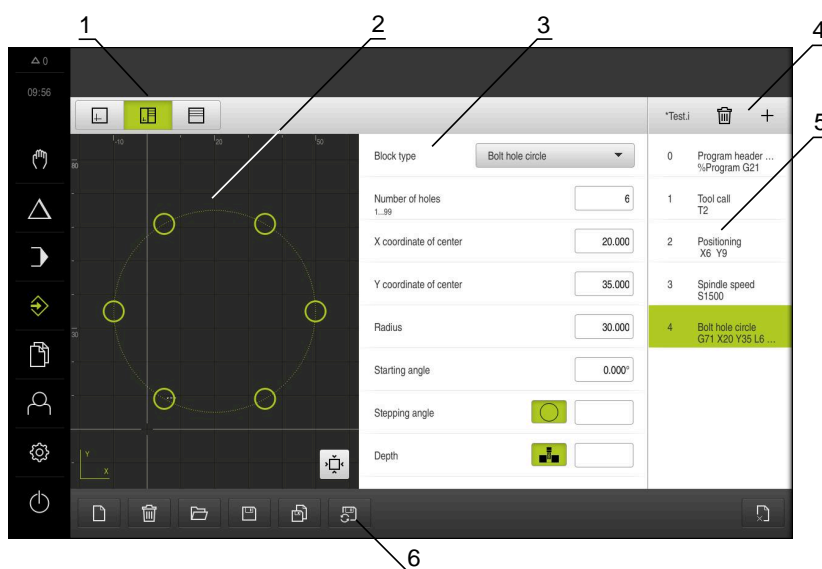 1
2
3
4
5
6
0
09:56
*Test.i
-10
20
50
80
30
Y
X
Block type
Bolt hole circle
Number of holes
1...99
6
X coordinate of center
20.000
Y coordinate of center
35.000
Radius
30.000
Starting angle
0.000°
Stepping angle
Depth
0 Program header ...
%Program G21
1 Tool call
T2
2 Positioning
X6 Y9
3 Spindle speed
S1500
4 Bolt hole circle
G71 X20 Y35 L6 ...